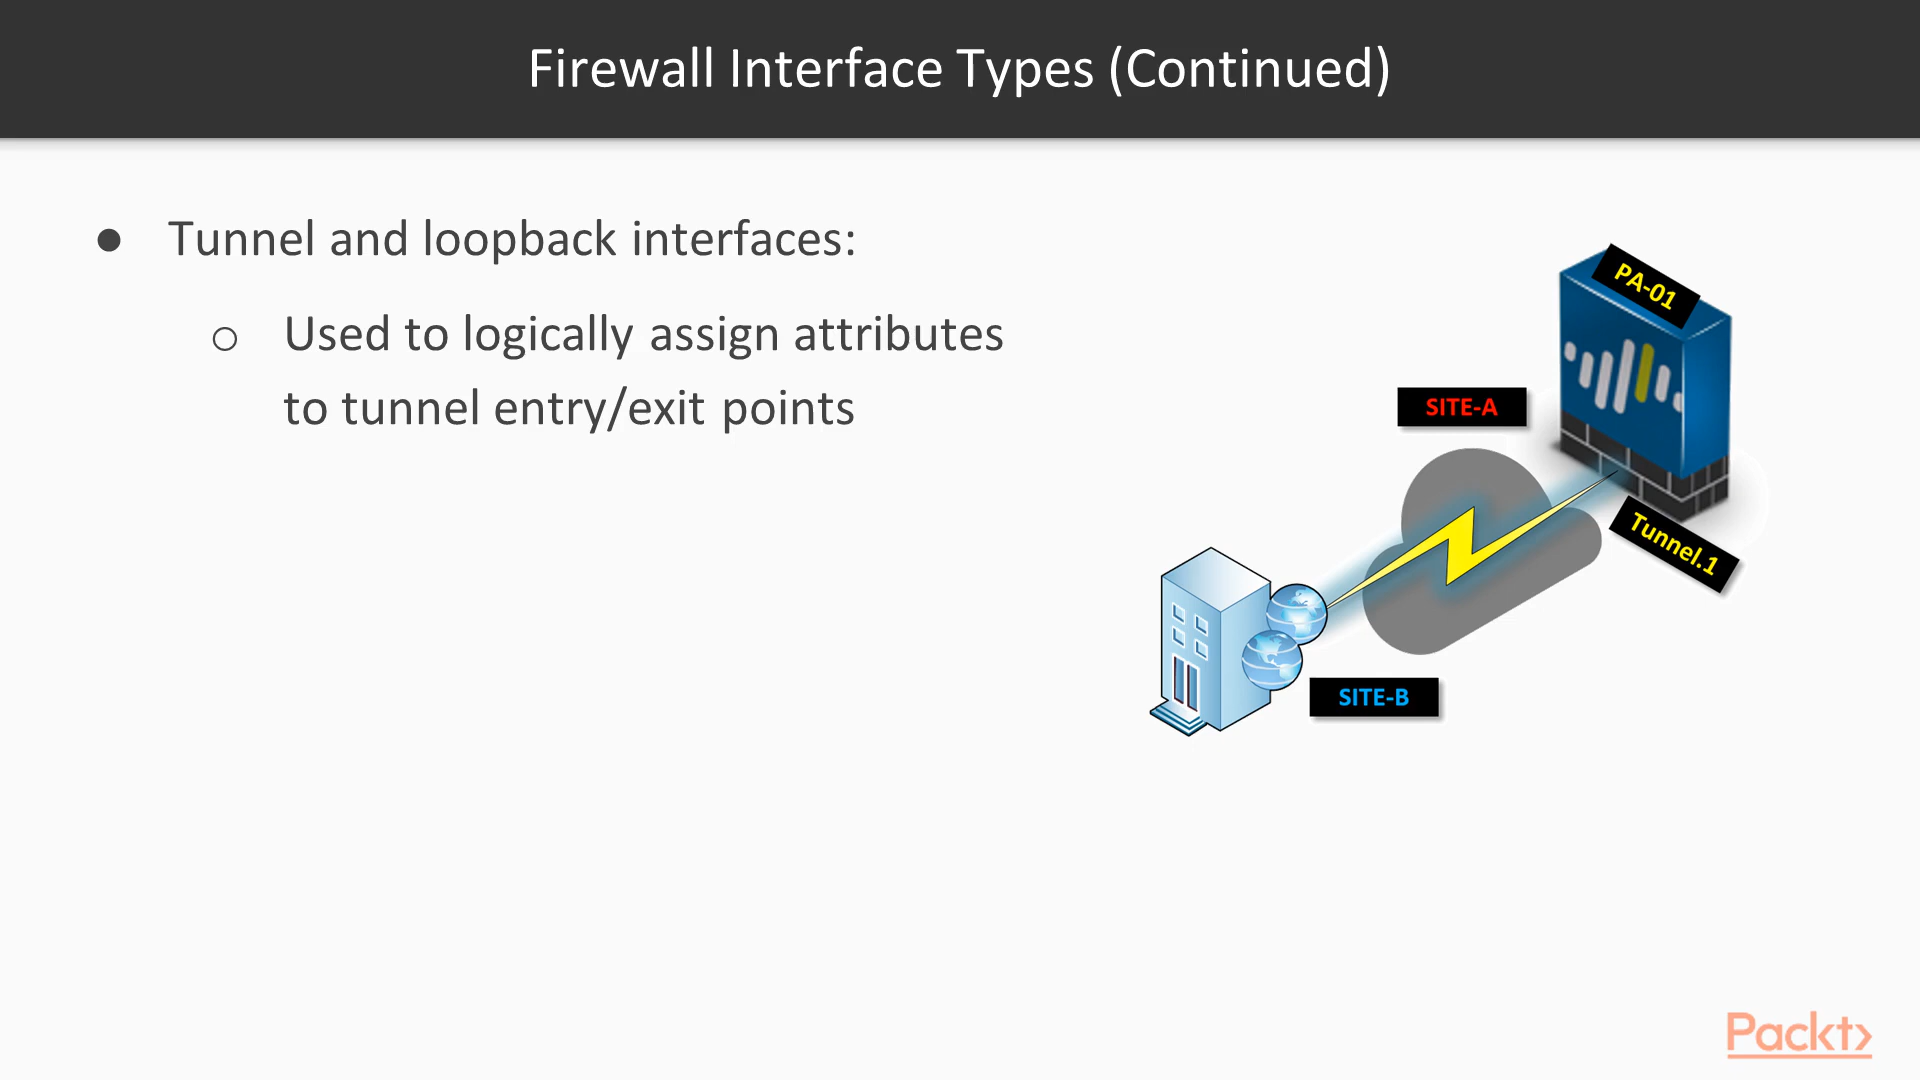 Firewall Interface Types (Continued)
● Tunnel and loopback interfaces:
○ Used to logically assign attributes
to tunnel entry/exit points
PA-01
SITE-A
Tunnel.1
SITE-B
Packt>